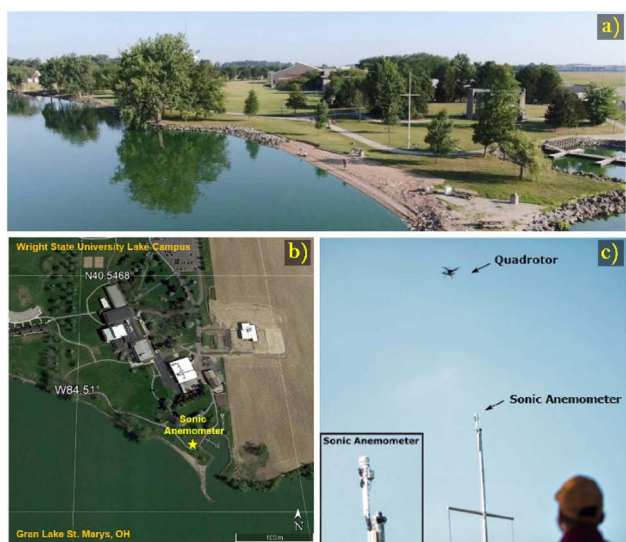 a)
Wright State University Lake Campus
b)
N40.5468°
W84.51°
Sonic
Anemometer
N
Gran Lake St. Marys, OH
100 m
c)
Quadrotor
Sonic Anemometer
Sonic Anemometer